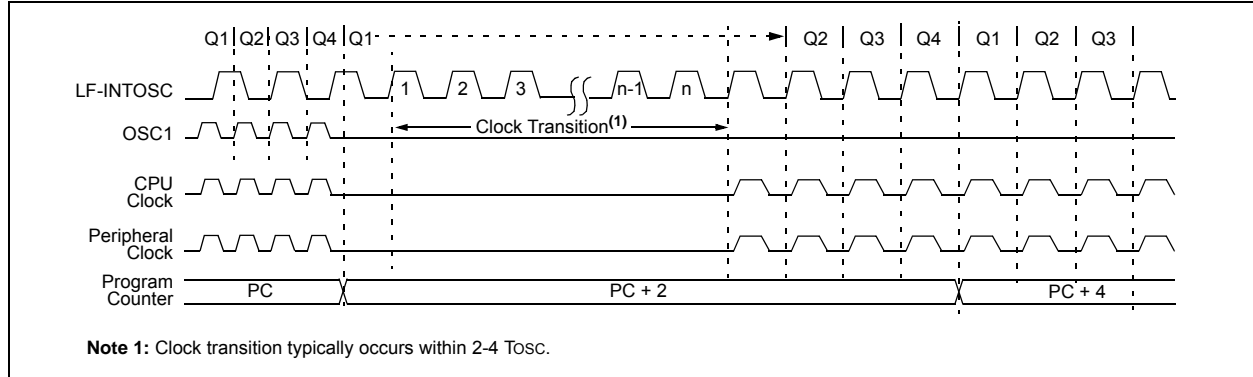 Q1 Q2 Q3 Q4 Q1 Q2 Q3 Q4 Q1 Q2 Q3
LF-INTOSC 1 2 3 n-1 n
OSC1 Clock Transition(1)
CPU
Clock
Peripheral
Clock
Program
Counter
PC PC + 2 PC + 4
Note 1: Clock transition typically occurs within 2-4 TOSC.